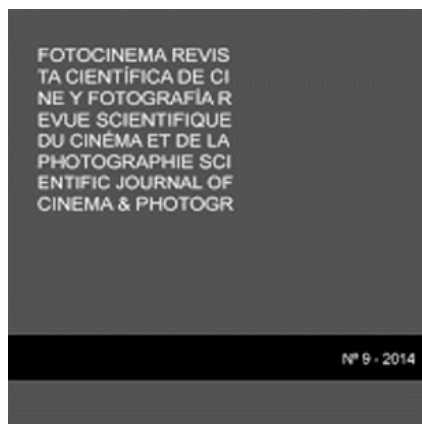 FOTOCINEMA REVIS
TA CIENTÍFICA DE CI
NE Y FOTOGRAFÍA R
EVUE SCIENTIFIQUE
DU CINÉMA ET DE LA
PHOTOGRAPHIE SCI
ENTIFIC JOURNAL OF
CINEMA & PHOTOGR
Nº 9 - 2014